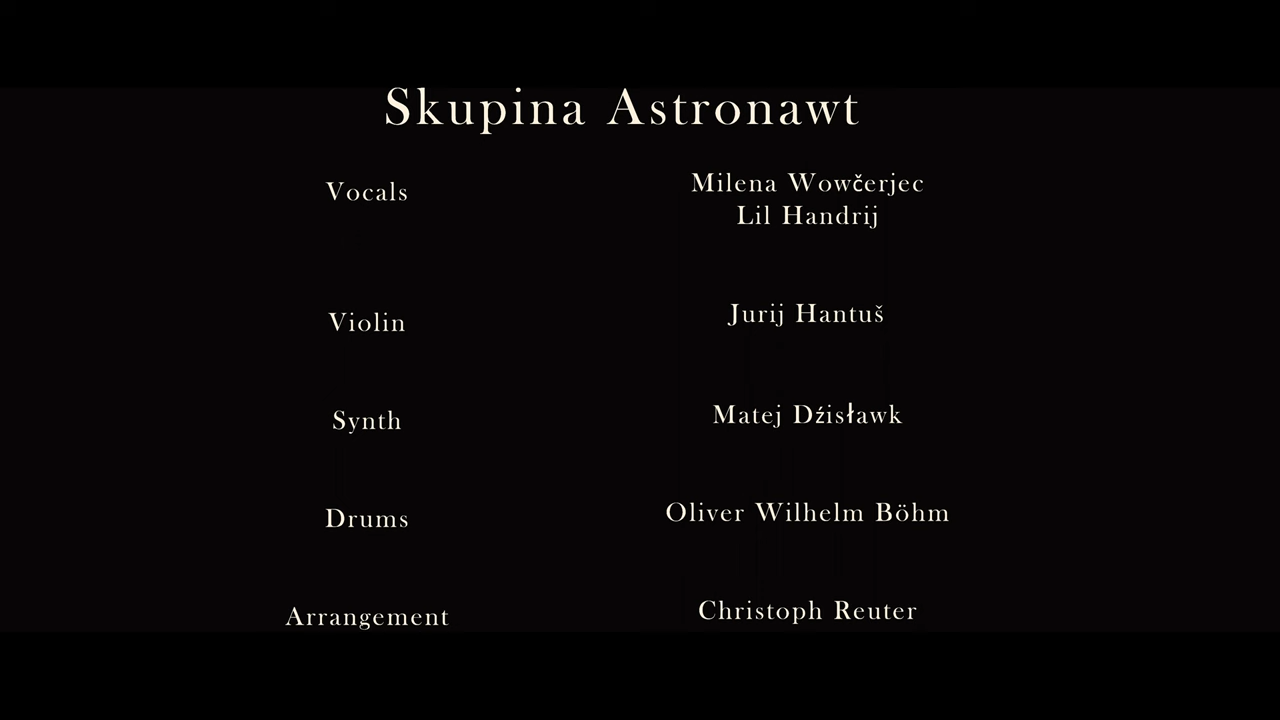 Skupina Astronawt
Vocals
Milena Wowčerjec
Lil Handrij
Violin
Jurij Hantuš
Synth
Matej Dźisławk
Drums
Oliver Wilhelm Böhm
Arrangement
Christoph Reuter